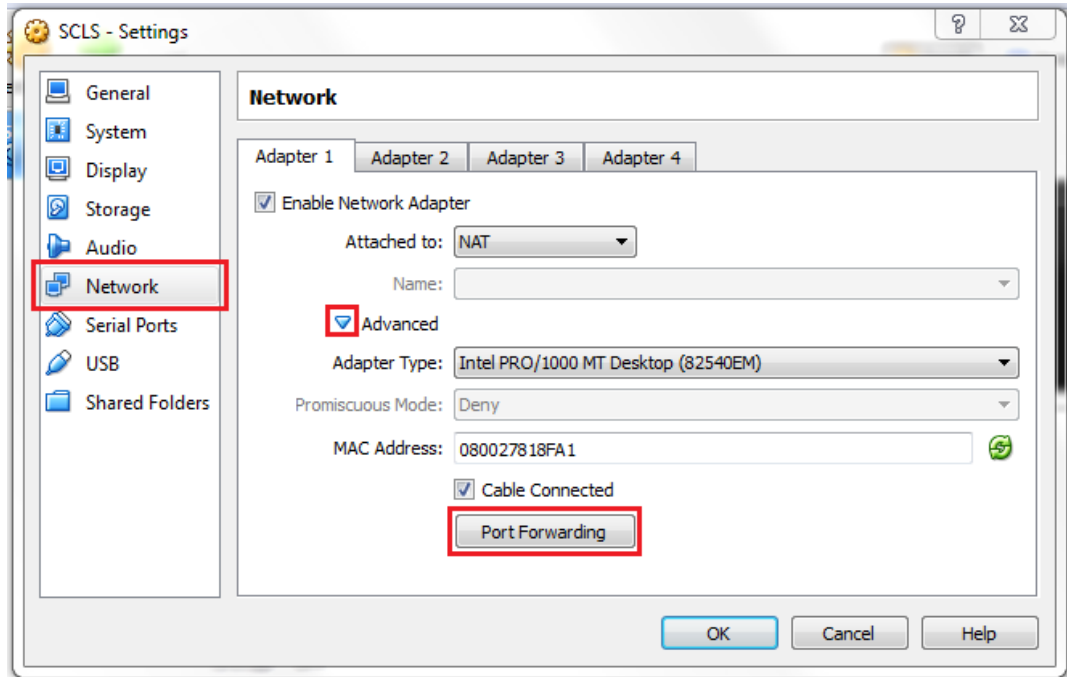 SCLS - Settings
General
System
Display
Storage
Audio
Network
Serial Ports
USB
Shared Folders
Network
Adapter 1 Adapter 2 Adapter 3 Adapter 4
Enable Network Adapter
Attached to: NAT
Name:
Advanced
Adapter Type: Intel PRO/1000 MT Desktop (82540EM)
Promiscuous Mode: Deny
MAC Address: 080027818FA1
Cable Connected
Port Forwarding
OK Cancel Help